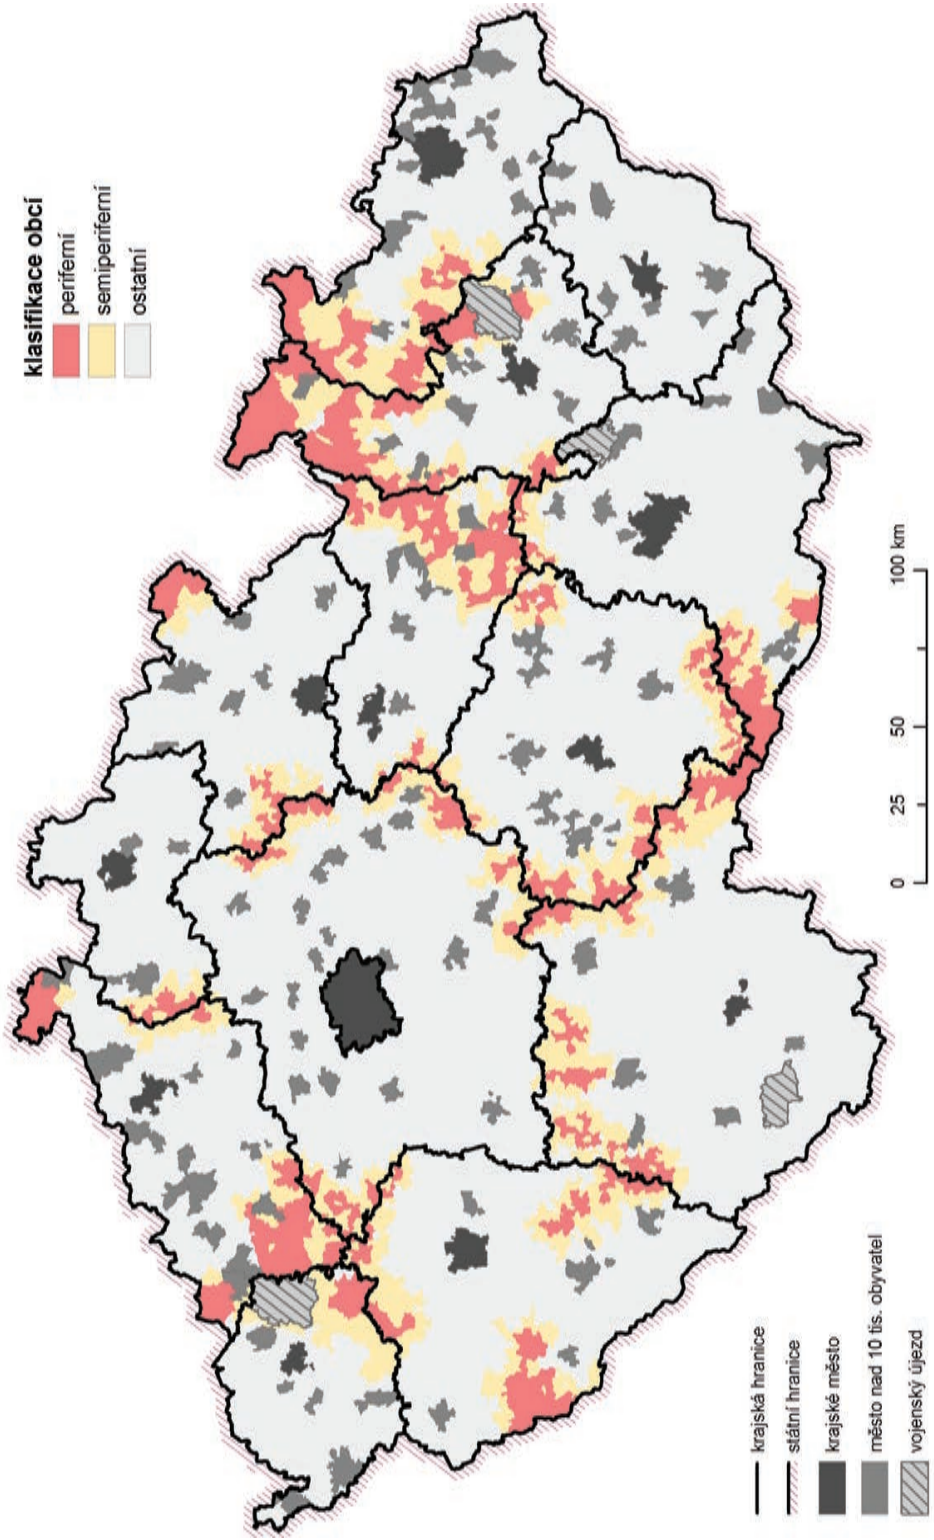 klasifikace obcí
periferní
semiperiferní
ostatní
krajská hranice
státní hranice
krajské město
město nad 10 tis. obyvatel
vojenský újezd
0 25 50 100 km